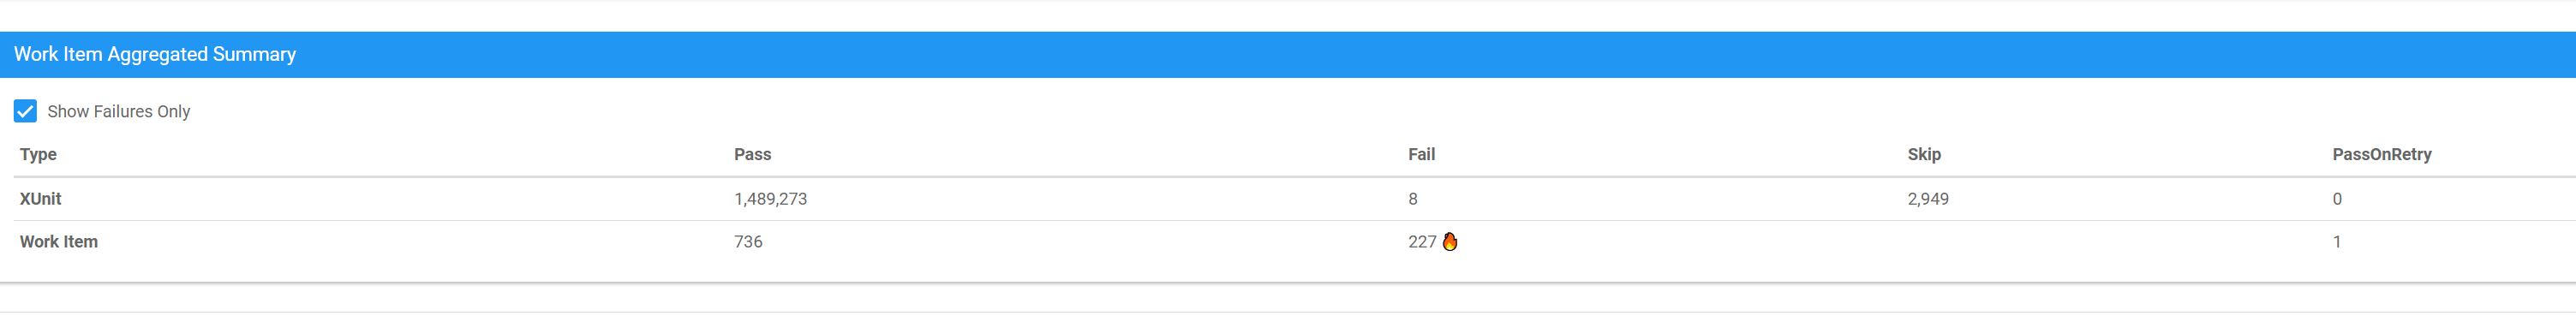 Work Item Aggregated Summary
Show Failures Only
Type Pass Fail Skip PassOnRetry
XUnit 1,489,273 8 2,949 0
Work Item 736 227🔥 1